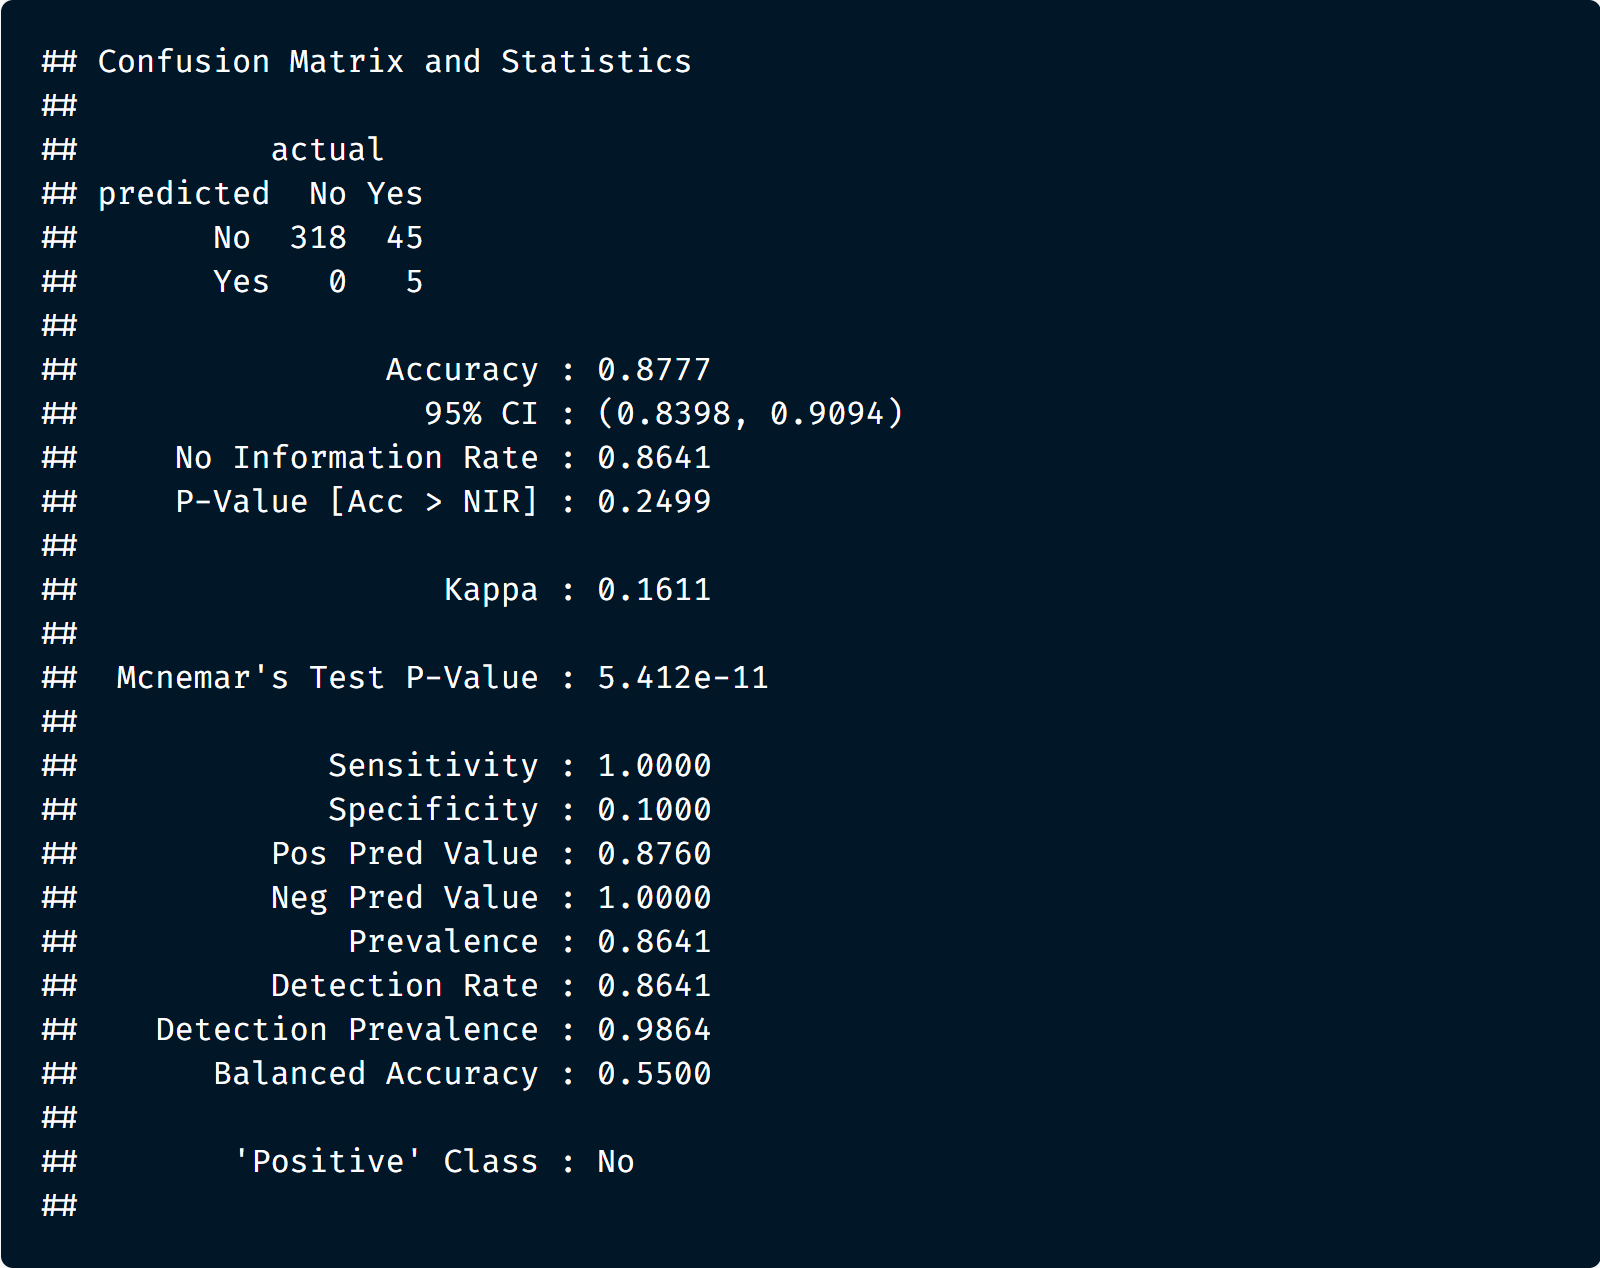 ## Confusion Matrix and Statistics
##
##          actual
## predicted  No Yes
##       No  318  45
##       Yes   0   5
##
##                Accuracy : 0.8777
##                  95% CI : (0.8398, 0.9094)
##     No Information Rate : 0.8641
##     P-Value [Acc > NIR] : 0.2499
##
##                   Kappa : 0.1611
##
##  Mcnemar's Test P-Value : 5.412e-11
##
##             Sensitivity : 1.0000
##             Specificity : 0.1000
##          Pos Pred Value : 0.8760
##          Neg Pred Value : 1.0000
##              Prevalence : 0.8641
##          Detection Rate : 0.8641
##    Detection Prevalence : 0.9864
##       Balanced Accuracy : 0.5500
##
##        'Positive' Class : No
##